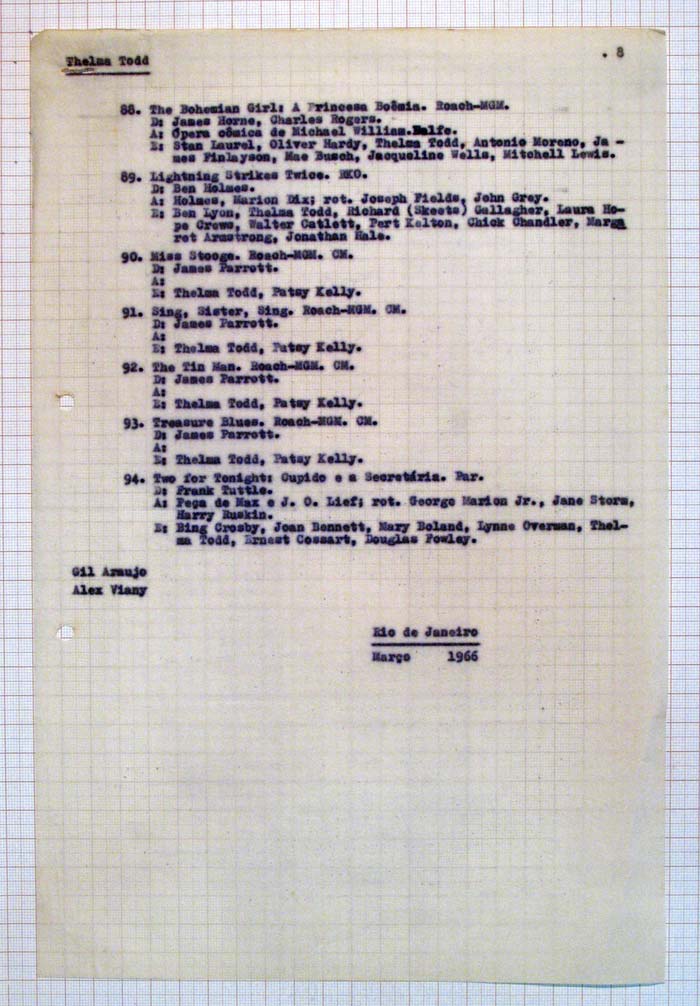 Thelma Todd
. 8
88. The Bohemian Girl: A Princesa Boêmia. Roach-MGM.
D: James Horne, Charles Rogers.
A: Ópera cômica de Michael William.Balfe.
E: Stan Laurel, Oliver Hardy, Thelma Todd, Antonio Moreno, Ja -
mes Finlayson, Mae Busch, Jacqueline Wells, Mitchell Lewis.
89. Lightning Strikes Twice. RKO.
D: Ben Holmes.
A: Holmes, Marion Dix; rot. Joseph Fields, John Grey.
E: Ben Lyon, Thelma Todd, Richard (Skeets) Gallagher, Laura Ho-
pe Crews, Walter Catlett, Pert Kelton, Chick Chandler, Marga
ret Armstrong, Jonathan Hale.
90. Miss Stooge. Roach-MGM. CM.
D: James Parrott.
A:
E: Thelma Todd, Patsy Kelly.
91. Sing, Sister, Sing. Roach-MGM. CM.
D: James Parrott.
A:
E: Thelma Todd, Patsy Kelly.
92. The Tin Man. Roach-MGM. CM.
D: James Parrott.
A:
E: Thelma Todd, Patsy Kelly.
93. Treasure Blues. Roach-MGM. CM.
D: James Parrott.
A:
E: Thelma Todd, Patsy Kelly.
94. Two for Tonight: Cupido e a Secretária. Par.
D: Frank Tuttle.
A: Peça de Max e J. O. Lief; rot. George Marion Jr., Jane Storm,
Harry Ruskin.
E: Bing Crosby, Joan Bennett, Mary Boland, Lynne Overman, Thel-
ma Todd, Ernest Cossart, Douglas Fowley.
Gil Araujo
Alex Viany
Rio de Janeiro
Março 1966